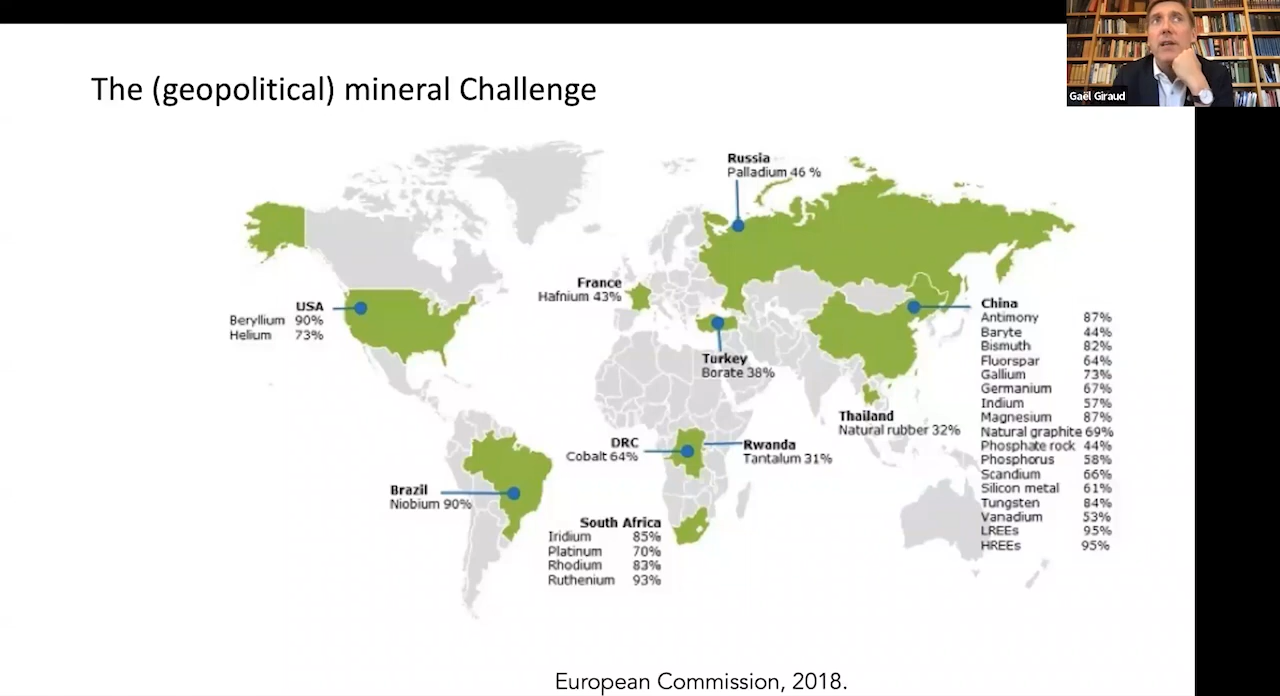 The (geopolitical) mineral Challenge
Gaël Giraud
Russia
Palladium 46 %
France
Hafnium 43%
USA
Beryllium 90%
Helium 73%
China
Antimony 87%
Baryte 44%
Bismuth 82%
Fluorspar 64%
Gallium 73%
Germanium 67%
Indium 57%
Magnesium 87%
Natural graphite 69%
Phosphate rock 44%
Phosphorus 58%
Scandium 66%
Silicon metal 61%
Tungsten 84%
Vanadium 53%
LREEs 95%
HREEs 95%
Turkey
Borate 38%
Thailand
Natural rubber 32%
DRC
Cobalt 64%
Rwanda
Tantalum 31%
Brazil
Niobium 90%
South Africa
Iridium 85%
Platinum 70%
Rhodium 83%
Ruthenium 93%
European Commission, 2018.